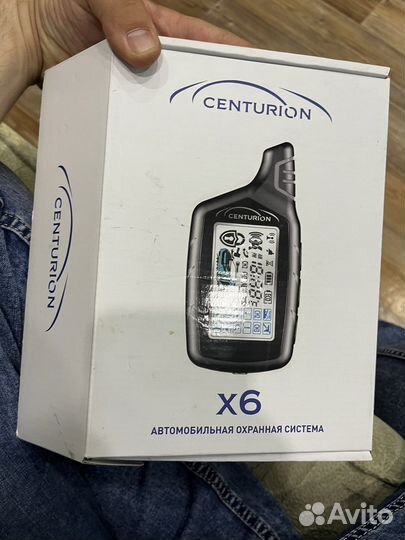 CENTURION
CENTURION
CENTURION
X6
АВТОМОБИЛЬНАЯ ОХРАННАЯ СИСТЕМА
Avito